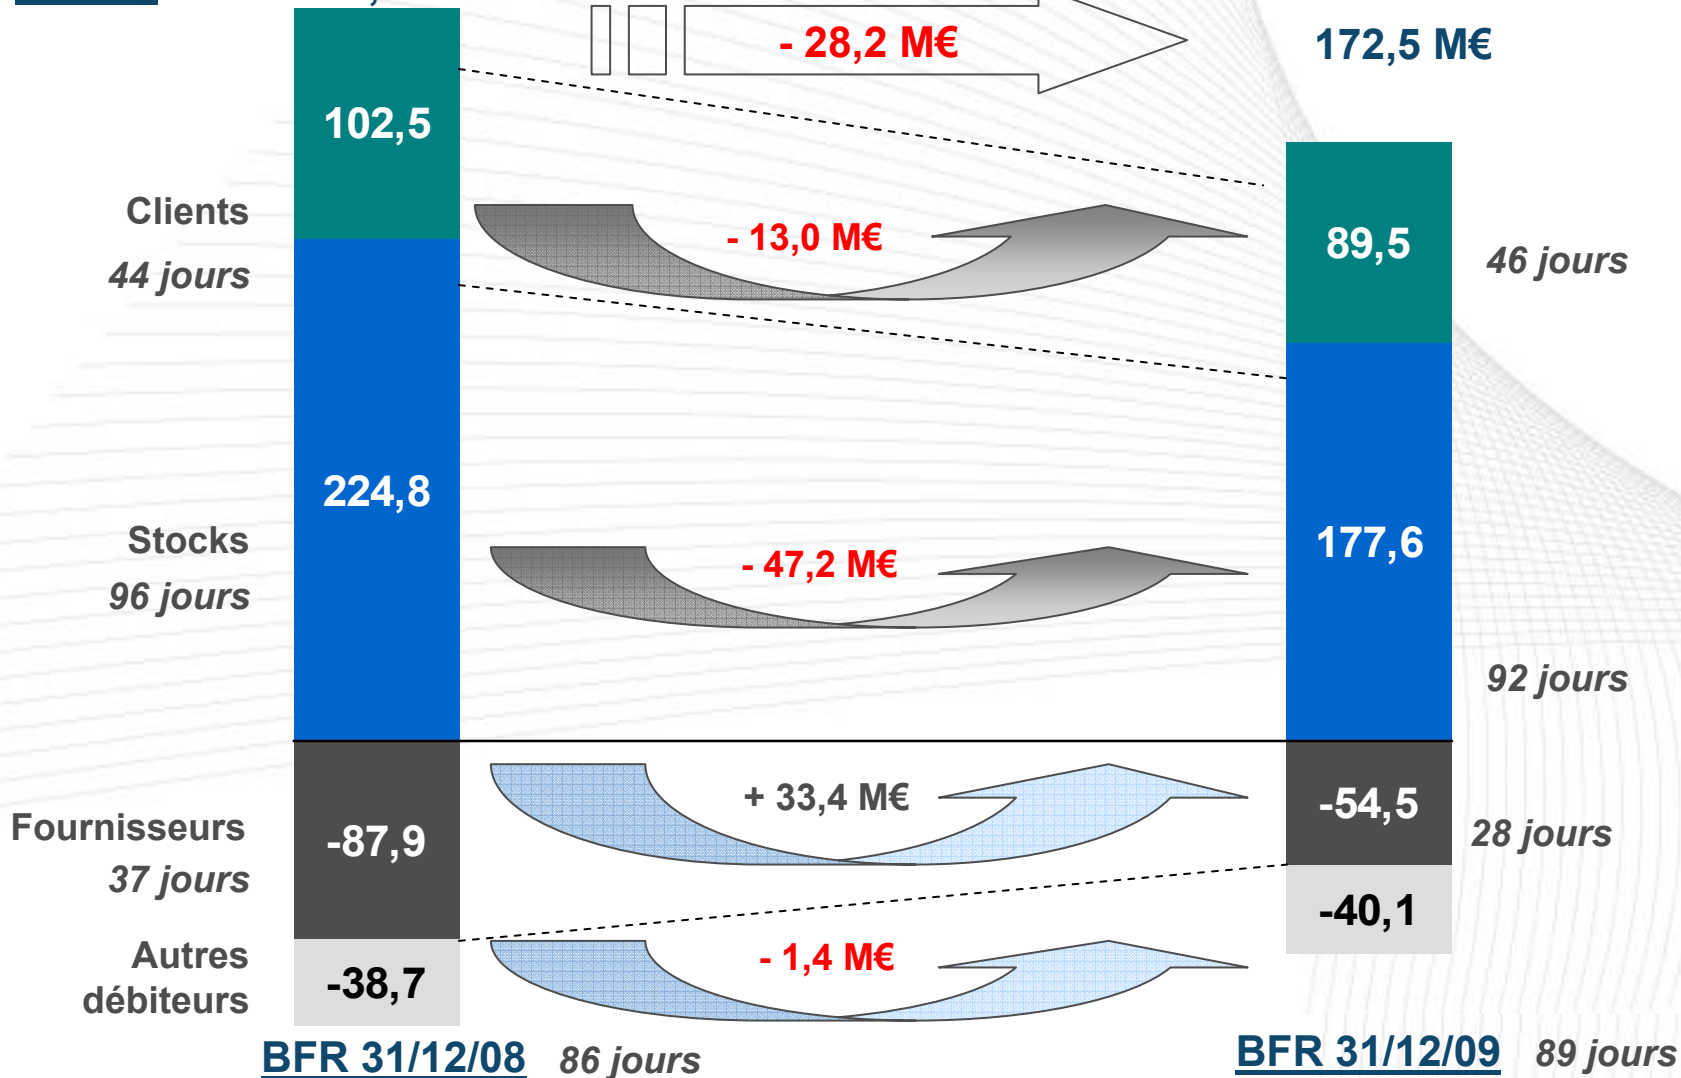 - 28,2 M€
172,5 M€
102,5
Clients
- 13,0 M€
89,5
44 jours
46 jours
224,8
Stocks
- 47,2 M€
177,6
96 jours
92 jours
Fournisseurs
-87,9
+ 33,4 M€
-54,5
28 jours
37 jours
-40,1
Autres
débiteurs
-38,7
- 1,4 M€
BFR 31/12/08 86 jours
BFR 31/12/09 89 jours